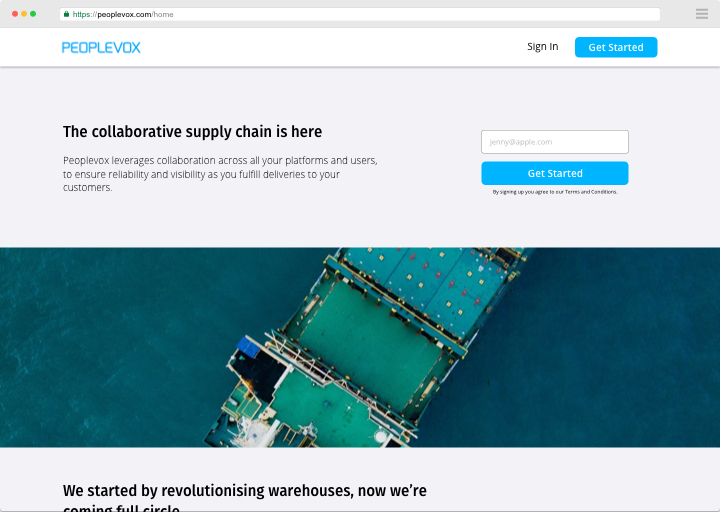 https://peoplevox.com/home
PEOPLEVOX
Sign In
Get Started
The collaborative supply chain is here
Peoplevox leverages collaboration across all your platforms and users,
to ensure reliability and visibility as you fulfill deliveries to your
customers.
jenny@apple.com
Get Started
By signing up you agree to our Terms and Conditions.
We started by revolutionising warehouses, now we’re
coming full circle